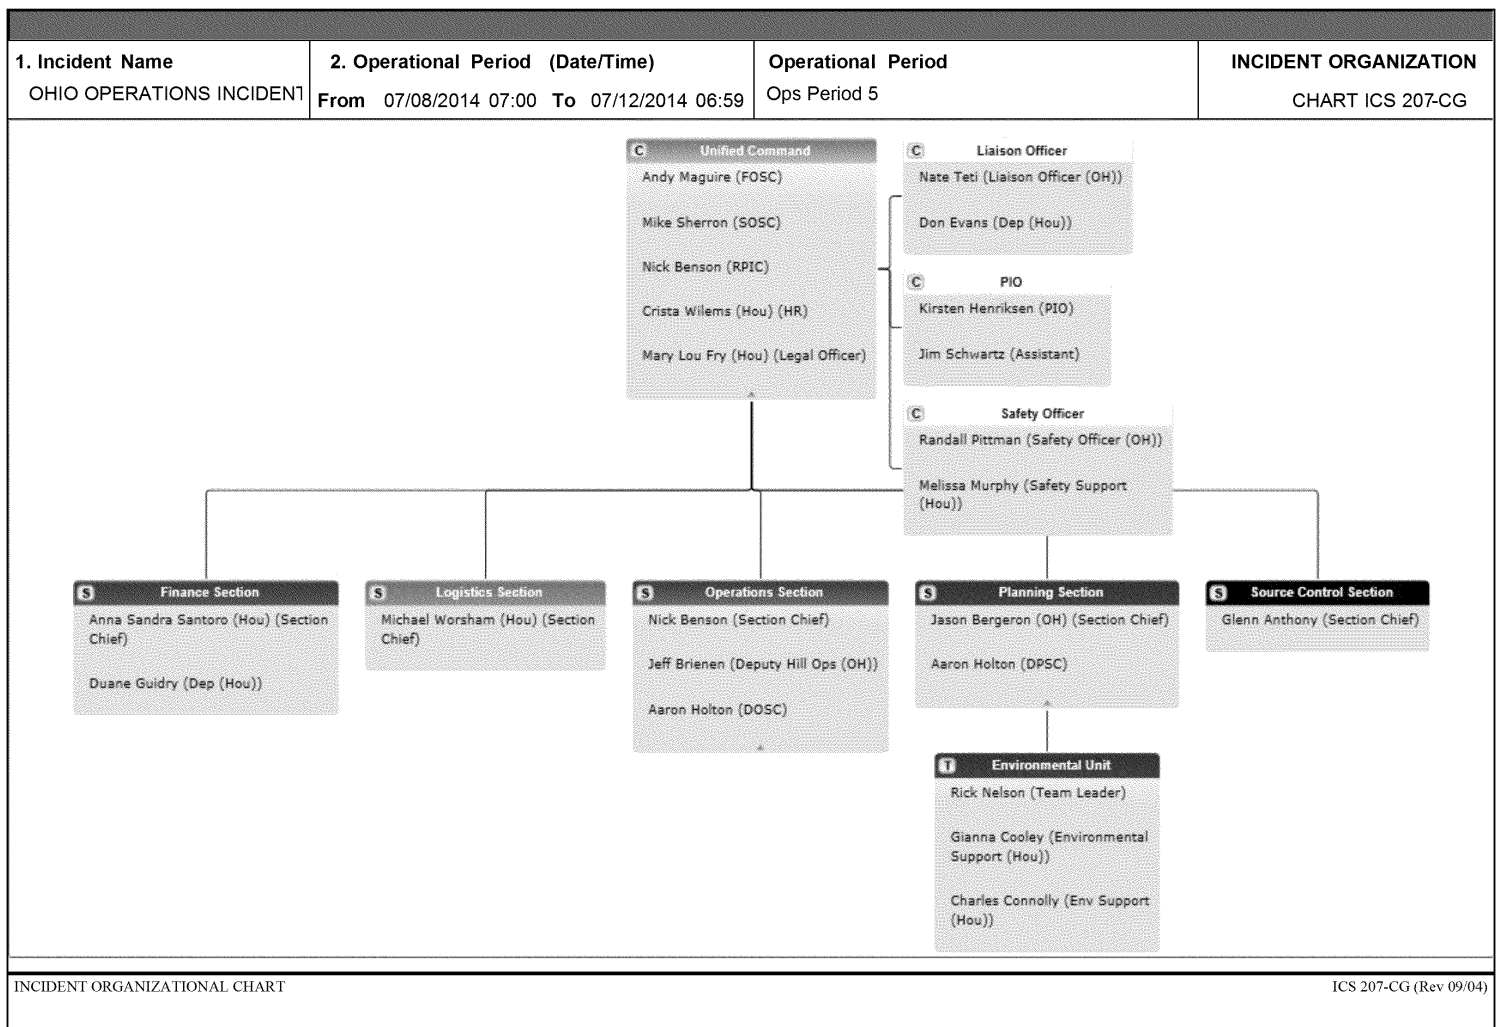 1. Incident Name
OHIO OPERATIONS INCIDENT
2. Operational Period (Date/Time)
From 07/08/2014 07:00 To 07/12/2014 06:59
Operational Period
Ops Period 5
INCIDENT ORGANIZATION
CHART ICS 207-CG
C Unified Command
Andy Maguire (FOSC)
Mike Sherron (SOSC)
Nick Benson (RPIC)
Crista Wilems (Hou) (HR)
Mary Lou Fry (Hou) (Legal Officer)
C Liaison Officer
Nate Teti (Liaison Officer (OH))
Don Evans (Dep (Hou))
C PIO
Kirsten Henriksen (PIO)
Jim Schwartz (Assistant)
C Safety Officer
Randall Pittman (Safety Officer (OH))
Melissa Murphy (Safety Support
(Hou))
S Finance Section
Anna Sandra Santoro (Hou) (Section
Chief)
Duane Guidry (Dep (Hou))
S Logistics Section
Michael Worsham (Hou) (Section
Chief)
S Operations Section
Nick Benson (Section Chief)
Jeff Brienen (Deputy Hill Ops (OH))
Aaron Holton (DOSC)
S Planning Section
Jason Bergeron (OH) (Section Chief)
Aaron Holton (DPSC)
S Source Control Section
Glenn Anthony (Section Chief)
T Environmental Unit
Rick Nelson (Team Leader)
Gianna Cooley (Environmental
Support (Hou))
Charles Connolly (Env Support
(Hou))
INCIDENT ORGANIZATIONAL CHART
ICS 207-CG (Rev 09/04)